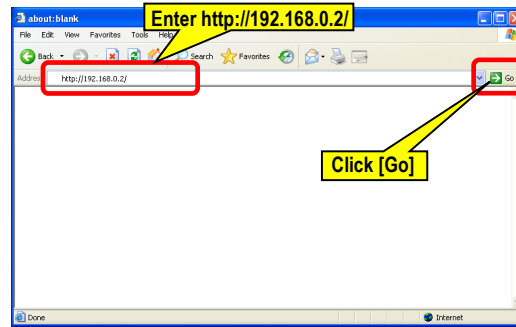 about:blank
Enter http://192.168.0.2/
File Edit View Favorites Tools Help
Back Search Favorites
Address http://192.168.0.2/ Go
Click [Go]
Done Internet